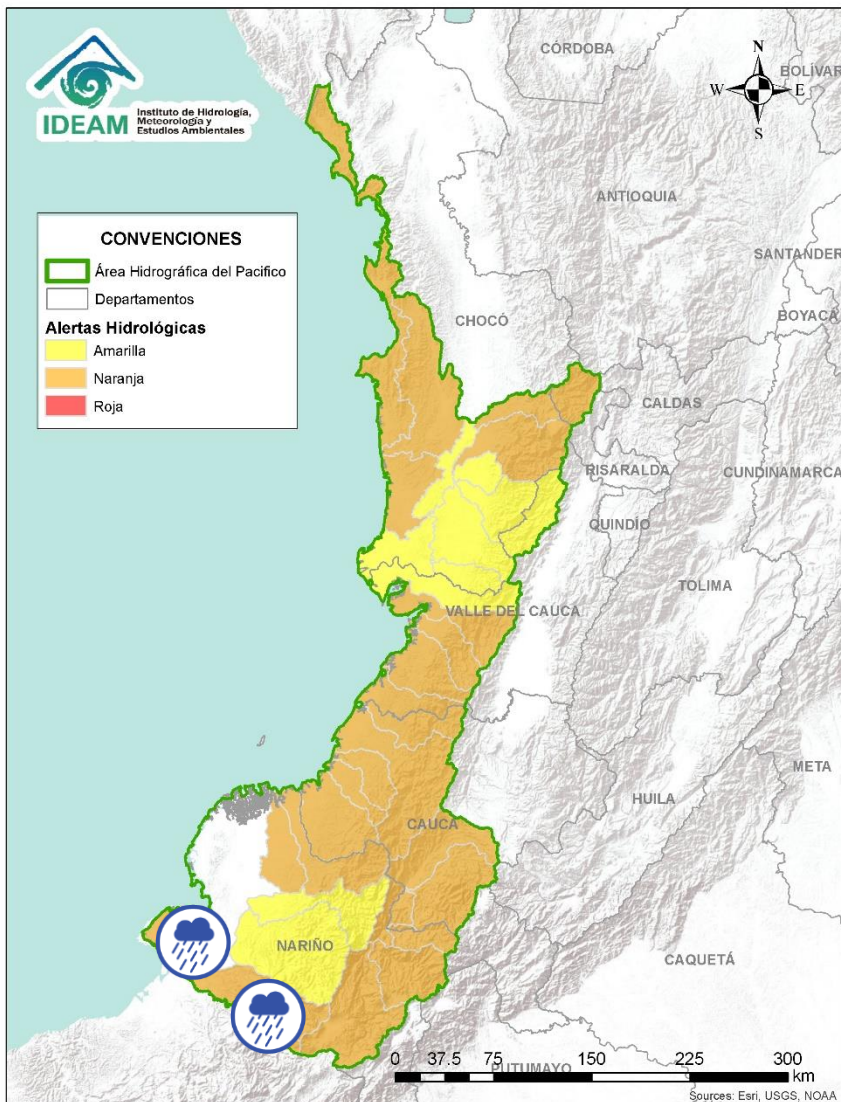 IDEAM
Instituto de Hidrología,
Meteorología y
Estudios Ambientales
N
W
E
S
CÓRDOBA
BOLÍVAR
ANTIOQUIA
SANTANDER
BOYACA
CHOCÓ
CALDAS
RISARALDA
CUNDINAMARCA
QUINDÍO
TOLIMA
VALLE DEL CAUCA
META
HUILA
CAUCA
NARIÑO
CAQUETÁ
PUTUMAYO
CONVENCIONES
Área Hidrográfica del Pacifico
Departamentos
Alertas Hidrológicas
Amarilla
Naranja
Roja
0 37.5 75 150 225 300
km
Sources: Esri, USGS, NOAA